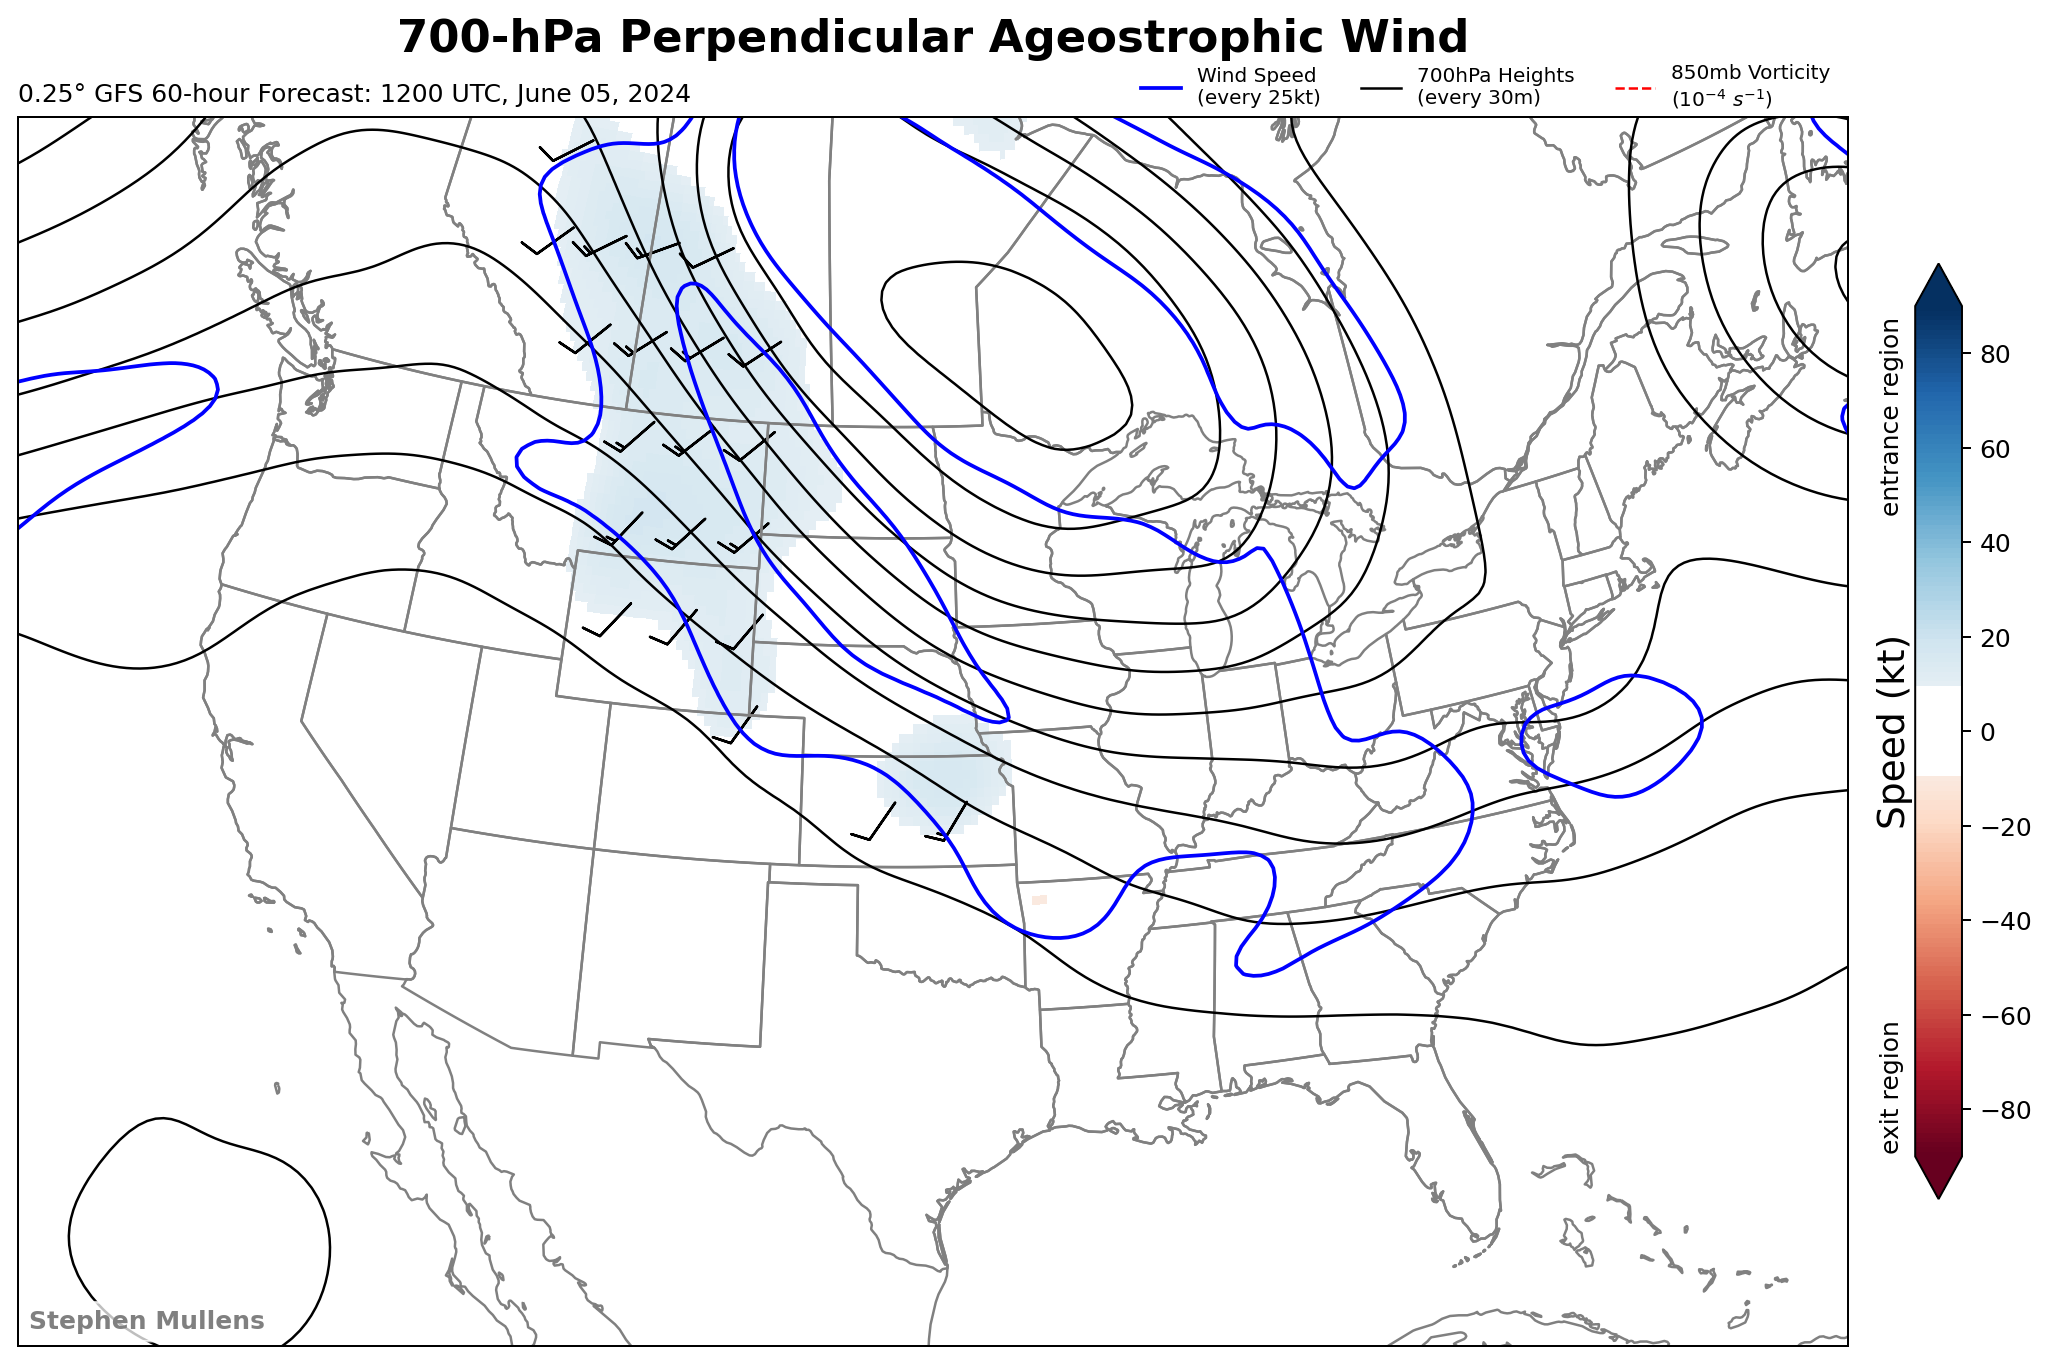 700-hPa Perpendicular Ageostrophic Wind
0.25° GFS 60-hour Forecast: 1200 UTC, June 05, 2024
Wind Speed
(every 25kt)
700hPa Heights
(every 30m)
850mb Vorticity
(10⁻⁴ s⁻¹)
entrance region
Speed (kt)
exit region
80
60
40
20
0
−20
−40
−60
−80
Stephen Mullens